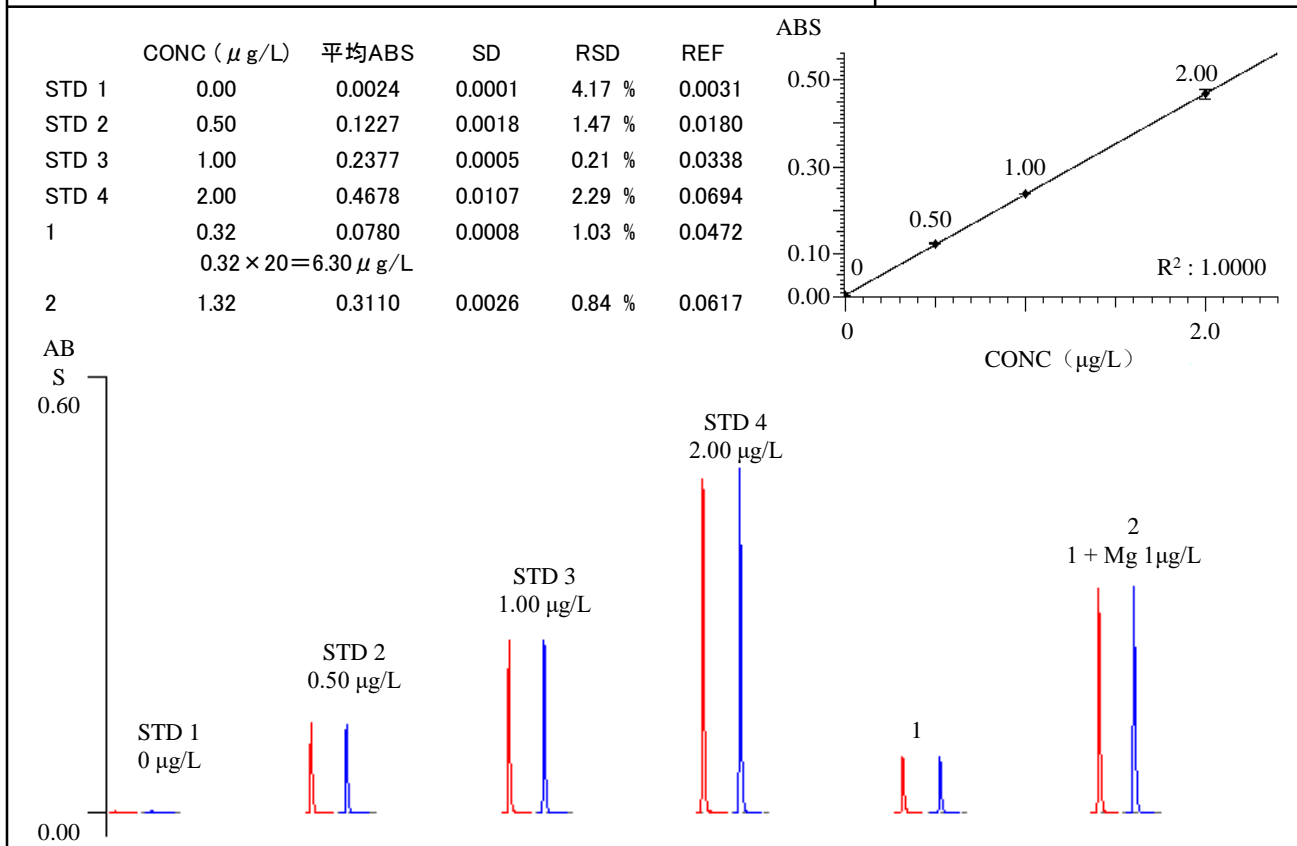 CONC (μg/L) 平均ABS SD RSD REF
STD 1 0.00 0.0024 0.0001 4.17 % 0.0031
STD 2 0.50 0.1227 0.0018 1.47 % 0.0180
STD 3 1.00 0.2377 0.0005 0.21 % 0.0338
STD 4 2.00 0.4678 0.0107 2.29 % 0.0694
1 0.32 0.0780 0.0008 1.03 % 0.0472
0.32×20=6.30μg/L
2 1.32 0.3110 0.0026 0.84 % 0.0617
ABS
0.50
0.30
0.10
0.00
0
0.50
1.00
2.00
R² : 1.0000
0 2.0
CONC (μg/L)
AB
S
0.60
0.00
STD 1
0 μg/L
STD 2
0.50 μg/L
STD 3
1.00 μg/L
STD 4
2.00 μg/L
1
2
1 + Mg 1μg/L